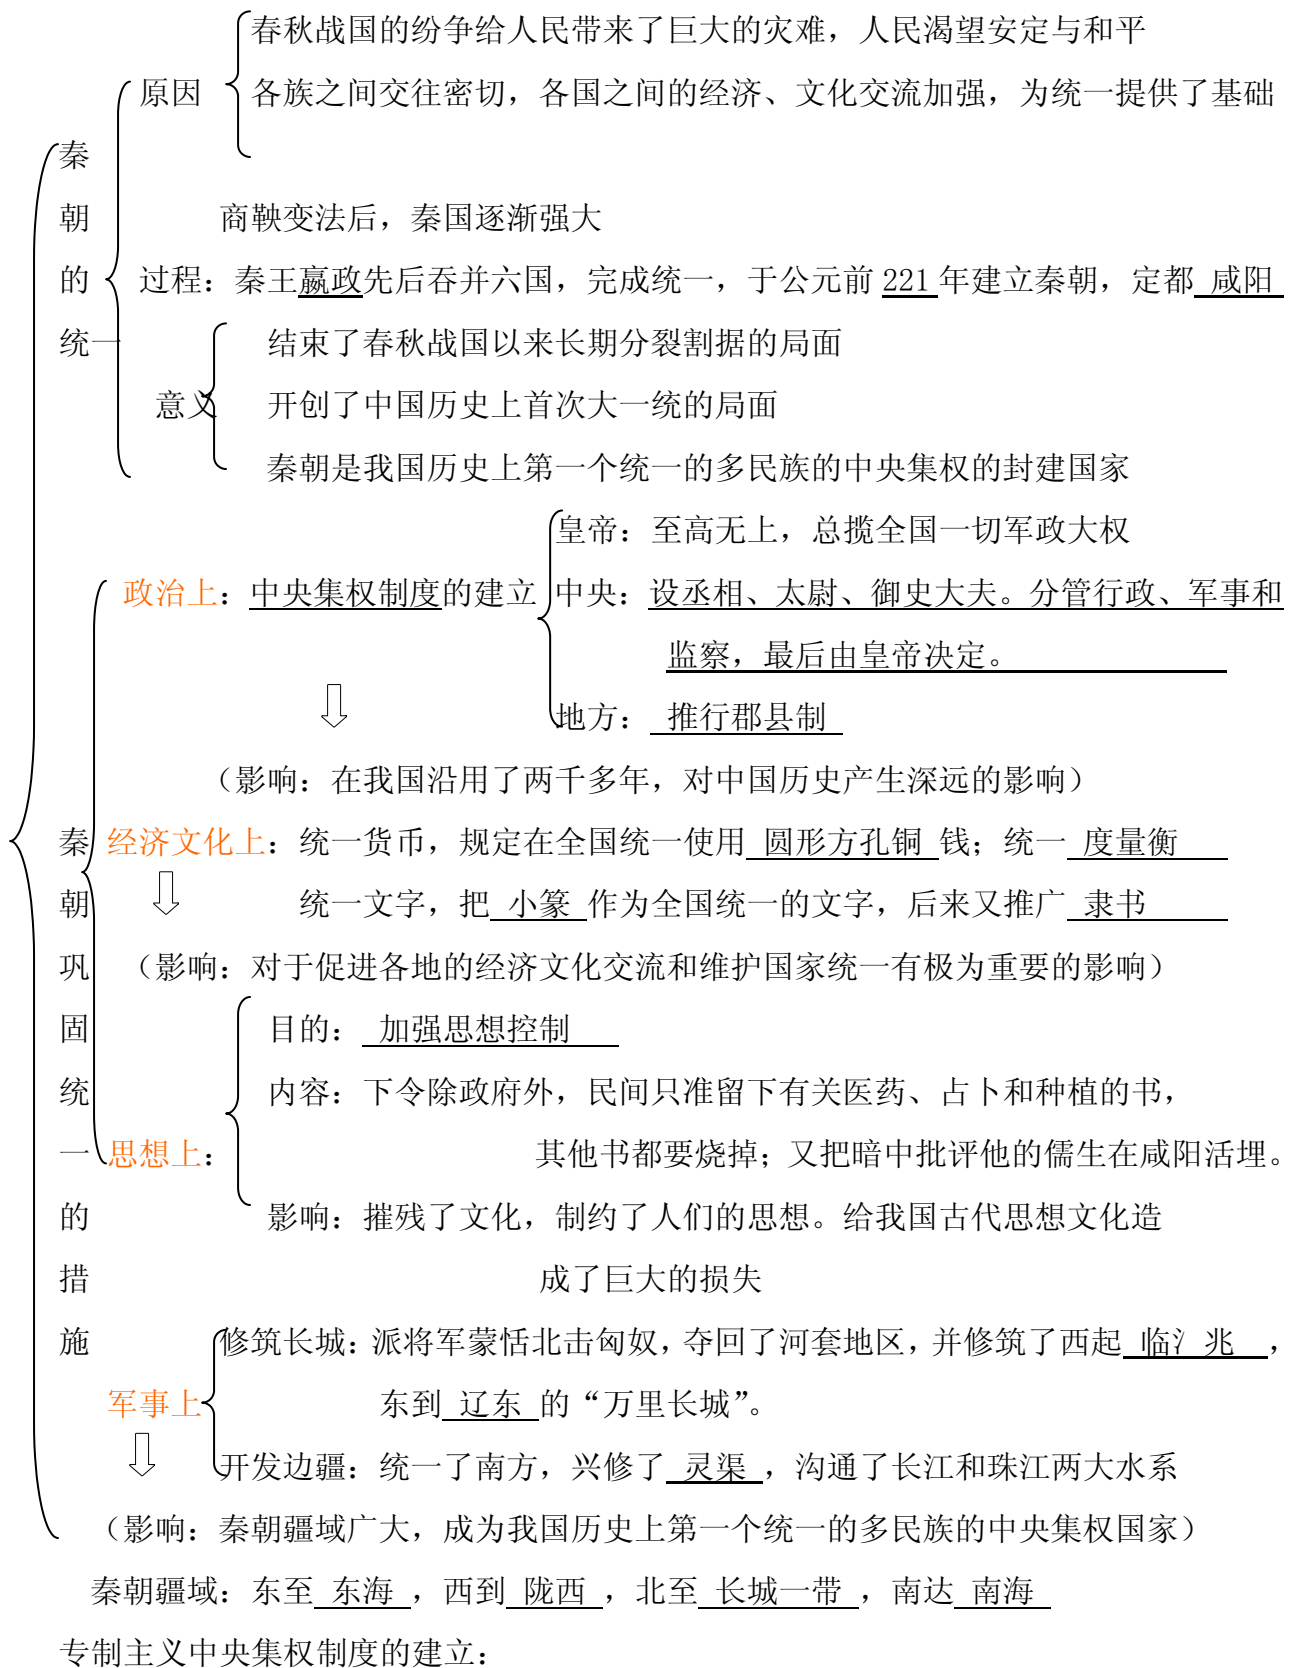 春秋战国的纷争给人民带来了巨大的灾难，人民渴望安定与和平
原因 各族之间交往密切，各国之间的经济、文化交流加强，为统一提供了基础
秦
朝 商鞅变法后，秦国逐渐强大
的 过程：秦王嬴政先后吞并六国，完成统一，于公元前 221 年建立秦朝，定都 咸阳
统一 结束了春秋战国以来长期分裂割据的局面
意义 开创了中国历史上首次大一统的局面
秦朝是我国历史上第一个统一的多民族的中央集权的封建国家
皇帝：至高无上，总揽全国一切军政大权
政治上：中央集权制度的建立 中央：设丞相、太尉、御史大夫。分管行政、军事和
监察，最后由皇帝决定。
地方： 推行郡县制
（影响：在我国沿用了两千多年，对中国历史产生深远的影响）
秦 经济文化上：统一货币，规定在全国统一使用 圆形方孔铜 钱；统一 度量衡
朝 统一文字，把 小篆 作为全国统一的文字，后来又推广 隶书
巩 （影响：对于促进各地的经济文化交流和维护国家统一有极为重要的影响）
固 目的： 加强思想控制
统 内容：下令除政府外，民间只准留下有关医药、占卜和种植的书，
一 思想上： 其他书都要烧掉；又把暗中批评他的儒生在咸阳活埋。
的 影响：摧残了文化，制约了人们的思想。给我国古代思想文化造
措 成了巨大的损失
施 修筑长城：派将军蒙恬北击匈奴，夺回了河套地区，并修筑了西起 临氵兆 ，
军事上 东到 辽东 的“万里长城”。
开发边疆：统一了南方，兴修了 灵渠 ，沟通了长江和珠江两大水系
（影响：秦朝疆域广大，成为我国历史上第一个统一的多民族的中央集权国家）
秦朝疆域：东至 东海 ，西到 陇西 ，北至 长城一带 ，南达 南海
专制主义中央集权制度的建立：